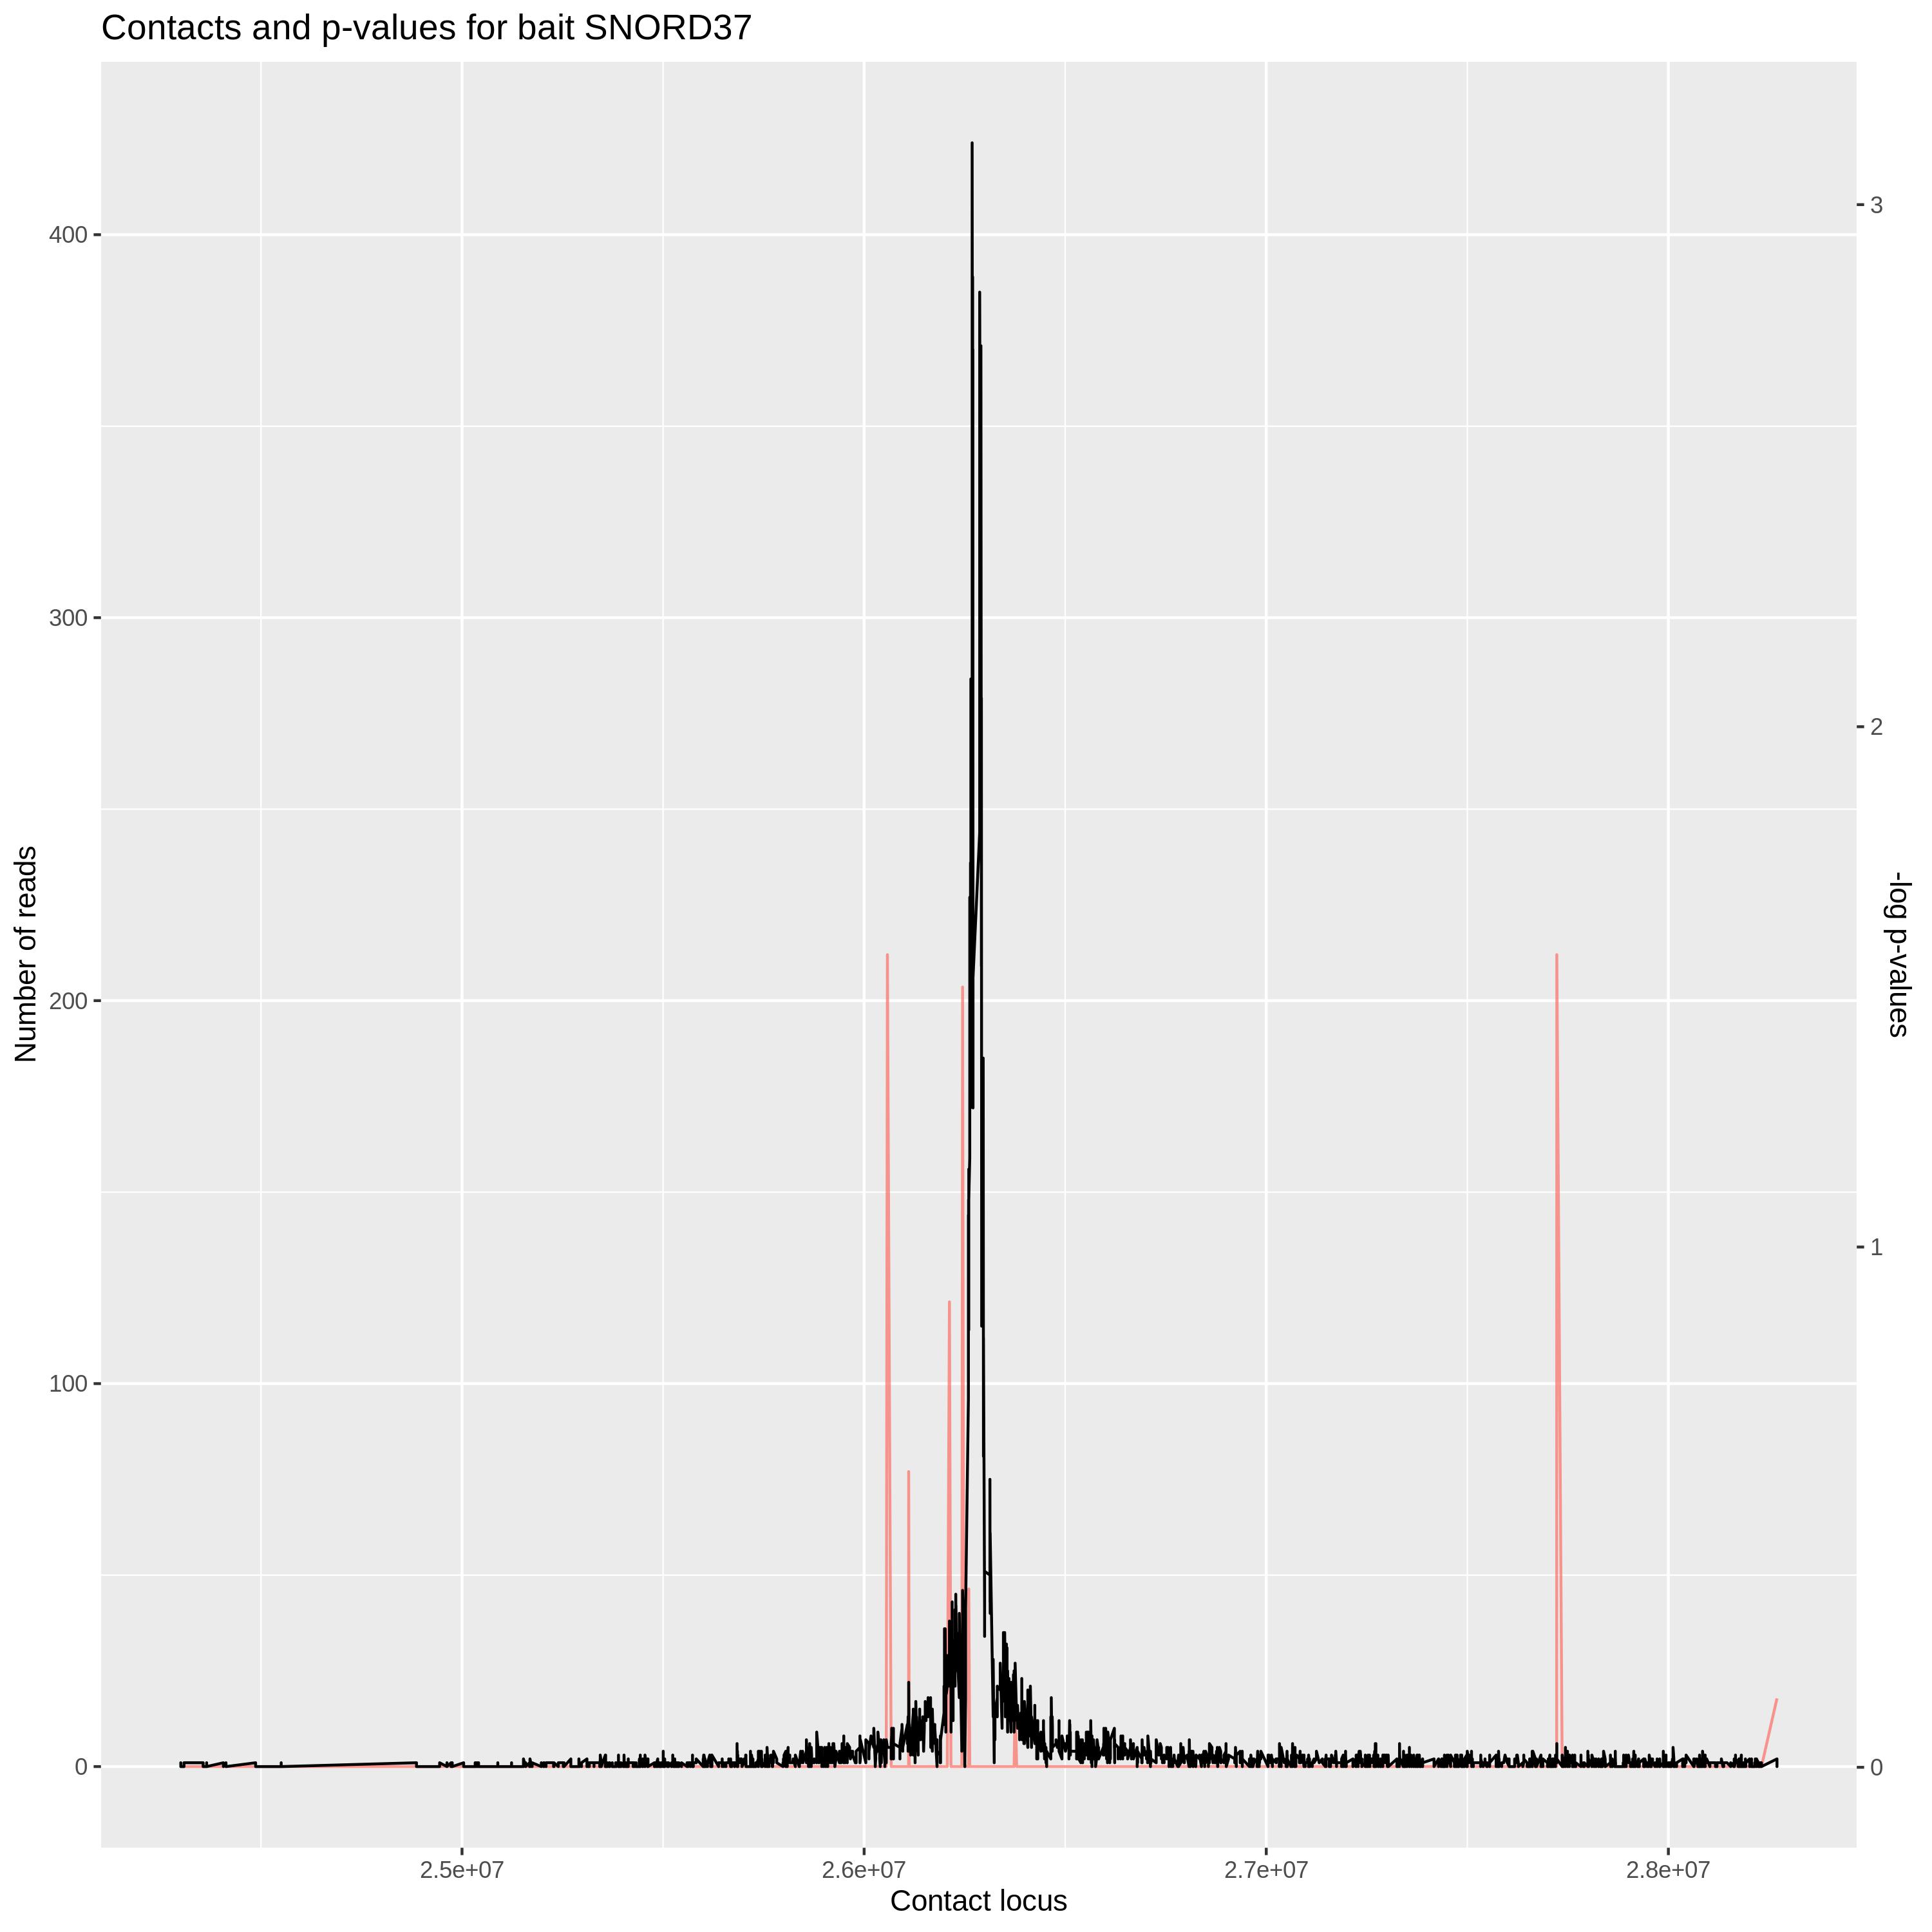 Contacts and p-values for bait SNORD37
400
300
200
100
0
Number of reads
3
2
1
0
-log p-values
2.5e+07
2.6e+07
2.7e+07
2.8e+07
Contact locus